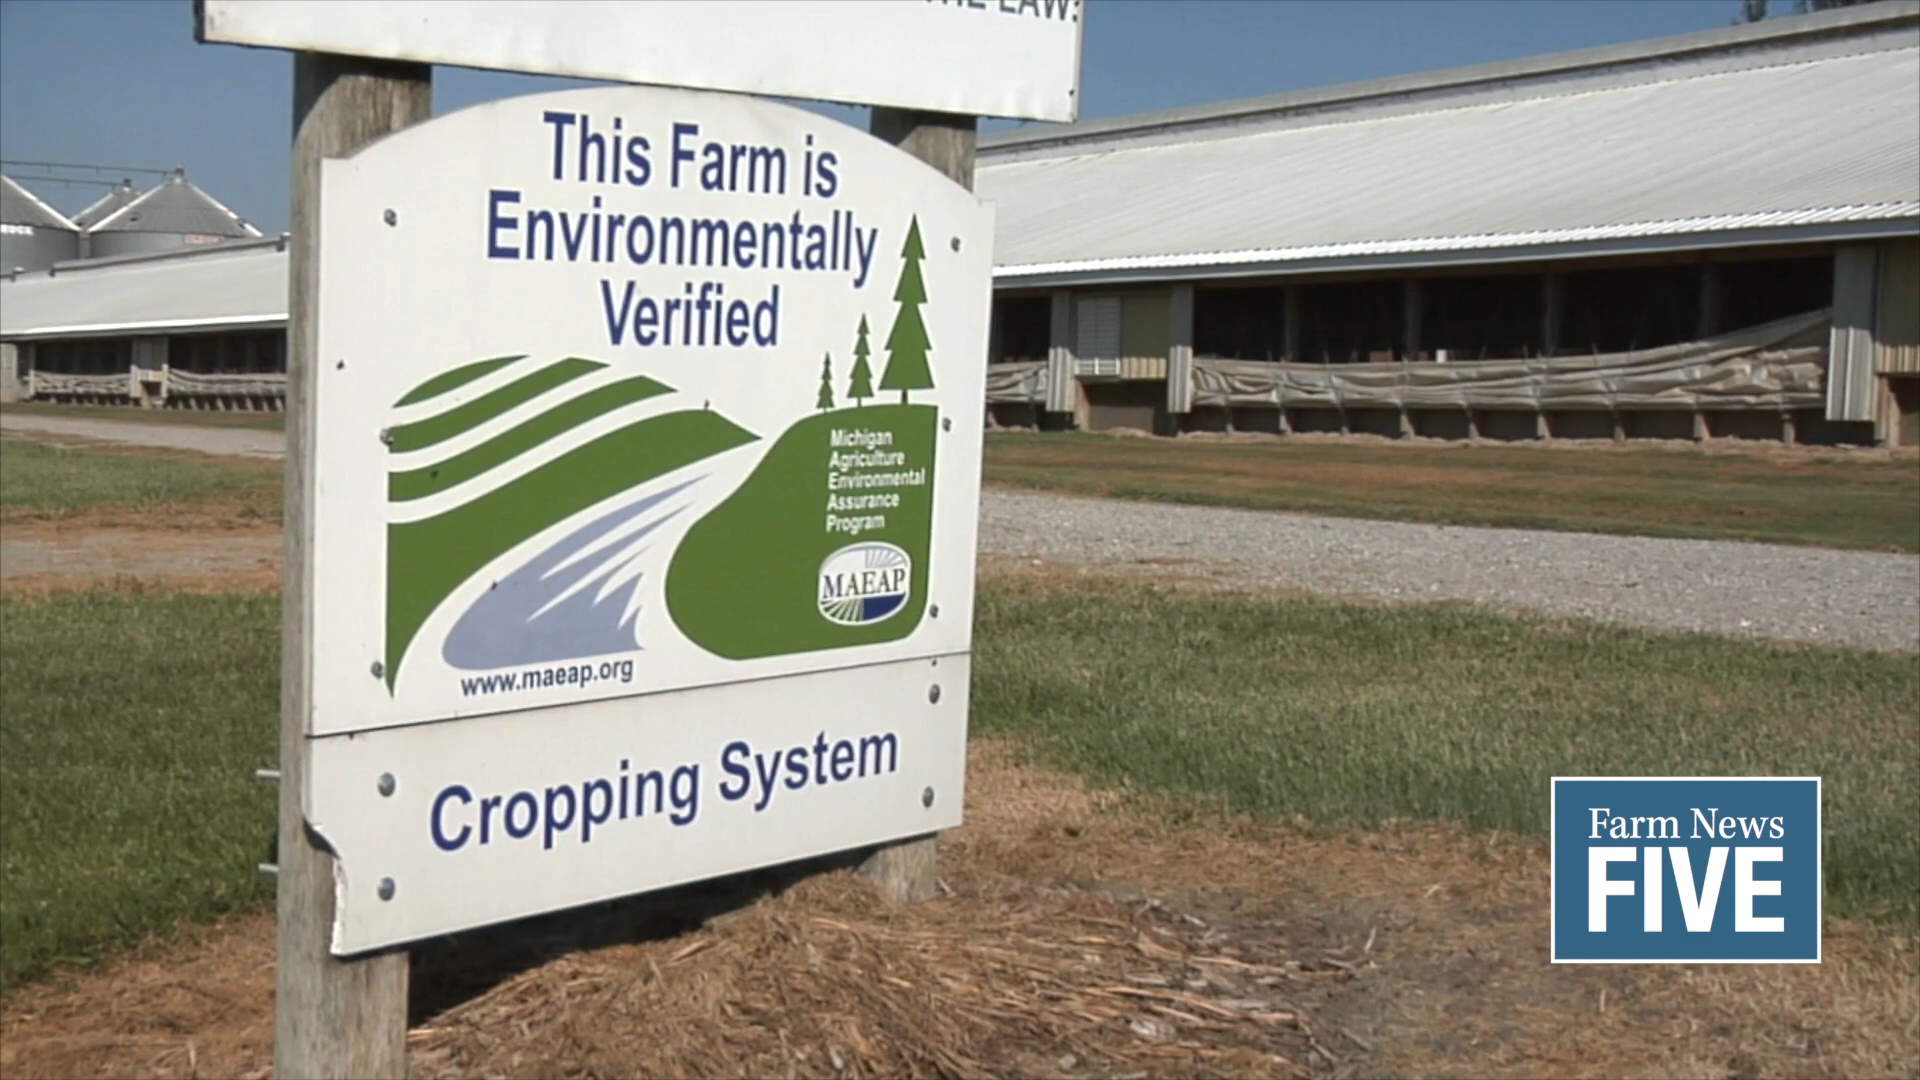 LAW.
This Farm is
Environmentally
Verified
Michigan
Agriculture
Environmental
Assurance
Program
MAEAP
www.maeap.org
Cropping System
Farm News
FIVE